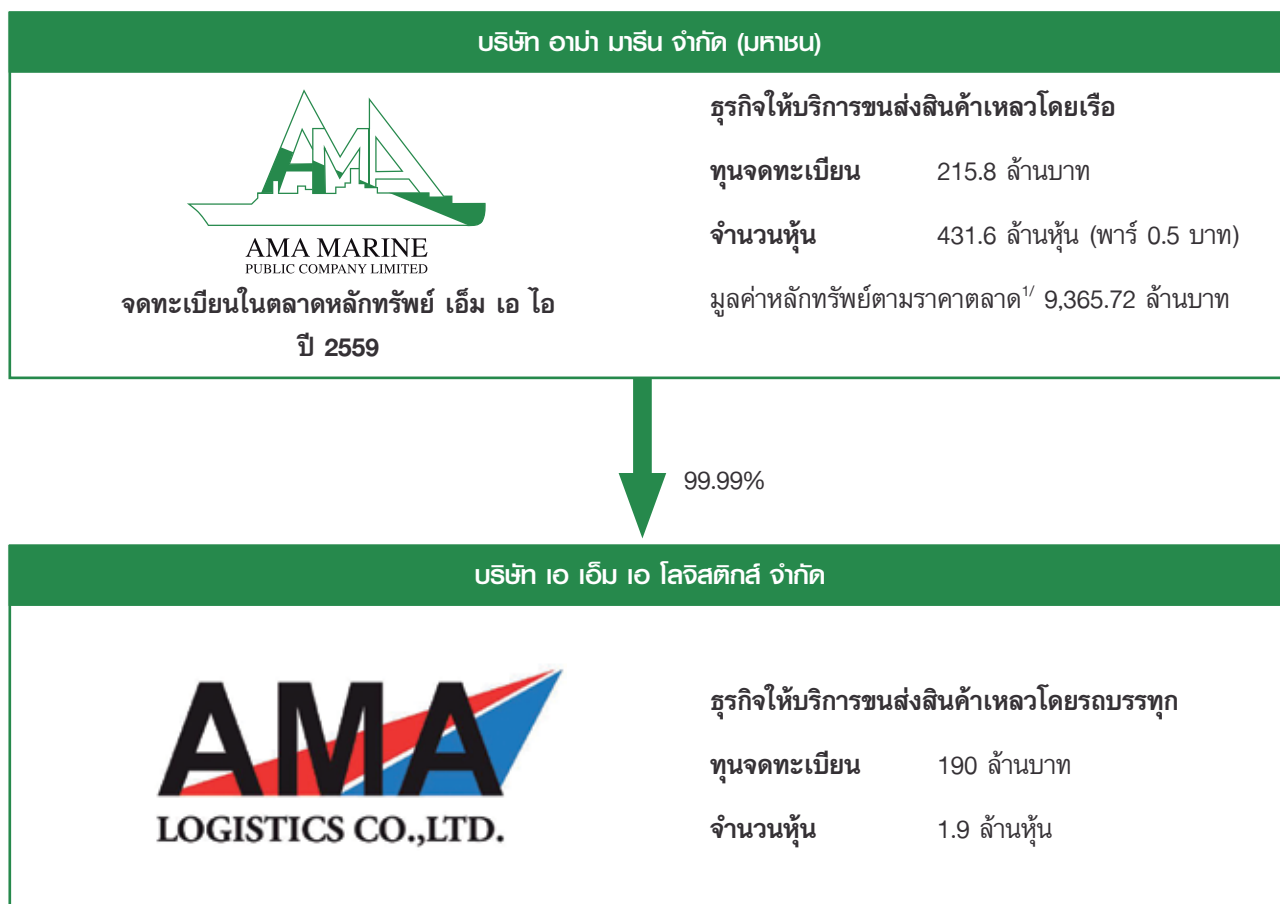 บริษัท อาม่า มารีน จำกัด (มหาชน)
AMA
AMA MARINE
PUBLIC COMPANY LIMITED
จดทะเบียนในตลาดหลักทรัพย์ เอ็ม เอ ไอ
ปี 2559
ธุรกิจให้บริการขนส่งสินค้าเหลวโดยเรือ
ทุนจดทะเบียน 215.8 ล้านบาท
จำนวนหุ้น 431.6 ล้านหุ้น (พาร์ 0.5 บาท)
มูลค่าหลักทรัพย์ตามราคาตลาด1/ 9,365.72 ล้านบาท
99.99%
บริษัท เอ เอ็ม เอ โลจิสติกส์ จำกัด
AMA
LOGISTICS CO.,LTD.
ธุรกิจให้บริการขนส่งสินค้าเหลวโดยรถบรรทุก
ทุนจดทะเบียน 190 ล้านบาท
จำนวนหุ้น 1.9 ล้านหุ้น